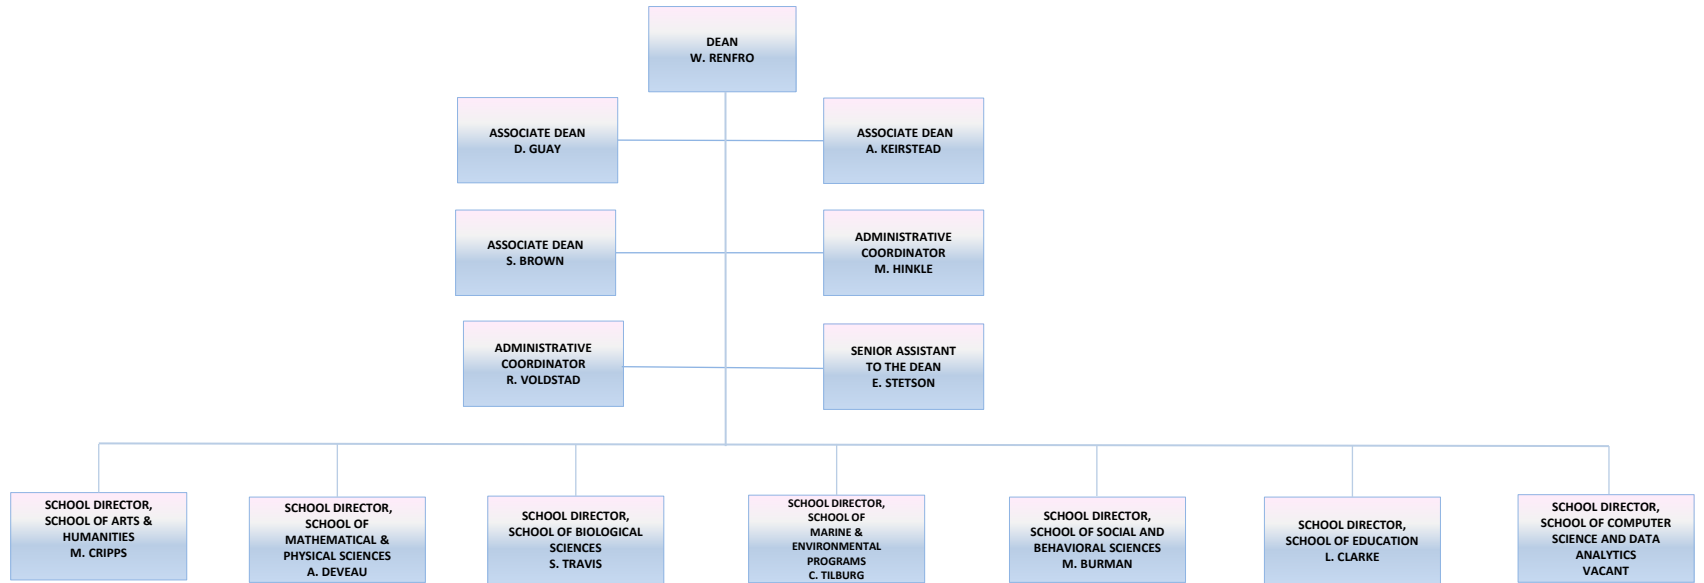 DEAN
W. RENFRO
ASSOCIATE DEAN
D. GUAY
ASSOCIATE DEAN
A. KEIRSTEAD
ASSOCIATE DEAN
S. BROWN
ADMINISTRATIVE
COORDINATOR
M. HINKLE
ADMINISTRATIVE
COORDINATOR
R. VOLDSTAD
SENIOR ASSISTANT
TO THE DEAN
E. STETSON
SCHOOL DIRECTOR,
SCHOOL OF ARTS &
HUMANITIES
M. CRIPPS
SCHOOL DIRECTOR,
SCHOOL OF
MATHEMATICAL &
PHYSICAL SCIENCES
A. DEVEAU
SCHOOL DIRECTOR,
SCHOOL OF BIOLOGICAL
SCIENCES
S. TRAVIS
SCHOOL DIRECTOR,
SCHOOL OF
MARINE &
ENVIRONMENTAL
PROGRAMS
C. TILBURG
SCHOOL DIRECTOR,
SCHOOL OF SOCIAL AND
BEHAVIORAL SCIENCES
M. BURMAN
SCHOOL DIRECTOR,
SCHOOL OF EDUCATION
L. CLARKE
SCHOOL DIRECTOR,
SCHOOL OF COMPUTER
SCIENCE AND DATA
ANALYTICS
VACANT